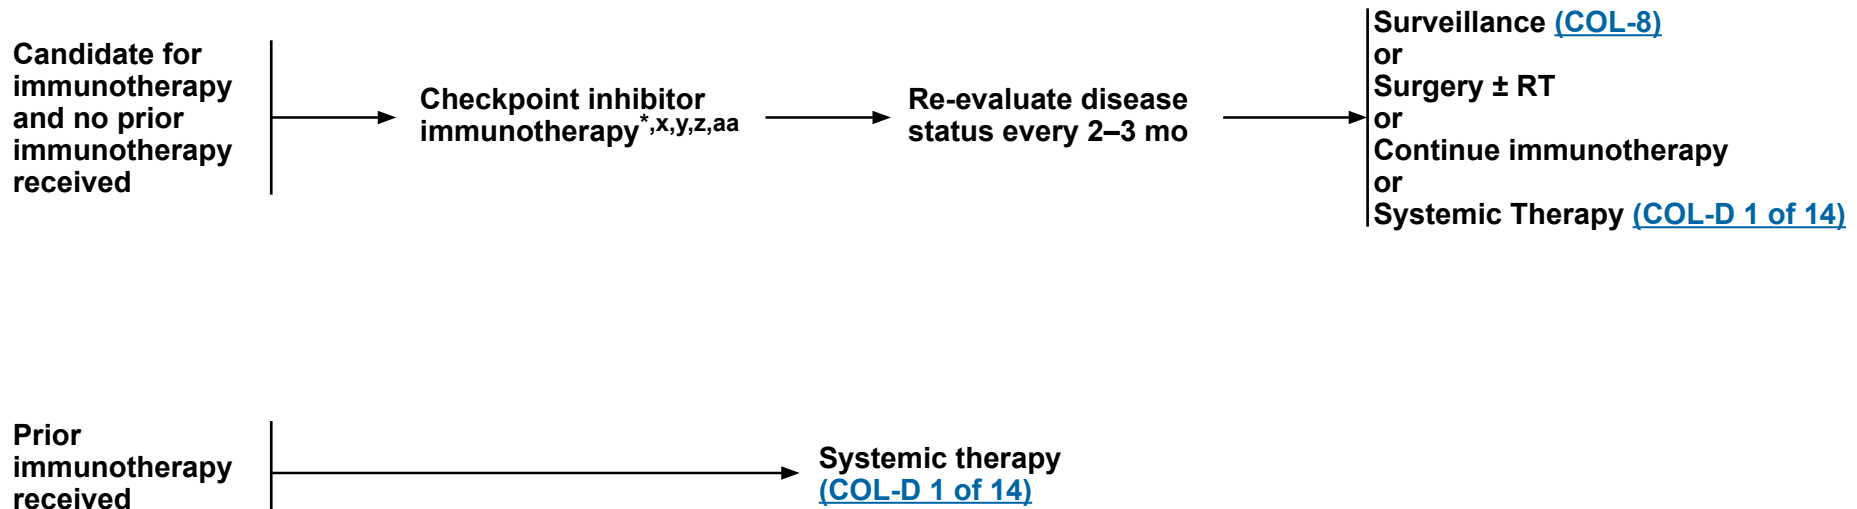 Candidate for
immunotherapy
and no prior
immunotherapy
received
Checkpoint inhibitor
immunotherapy*,x,y,z,aa
Re-evaluate disease
status every 2–3 mo
Surveillance (COL-8)
or
Surgery ± RT
or
Continue immunotherapy
or
Systemic Therapy (COL-D 1 of 14)
Prior
immunotherapy
received
Systemic therapy
(COL-D 1 of 14)